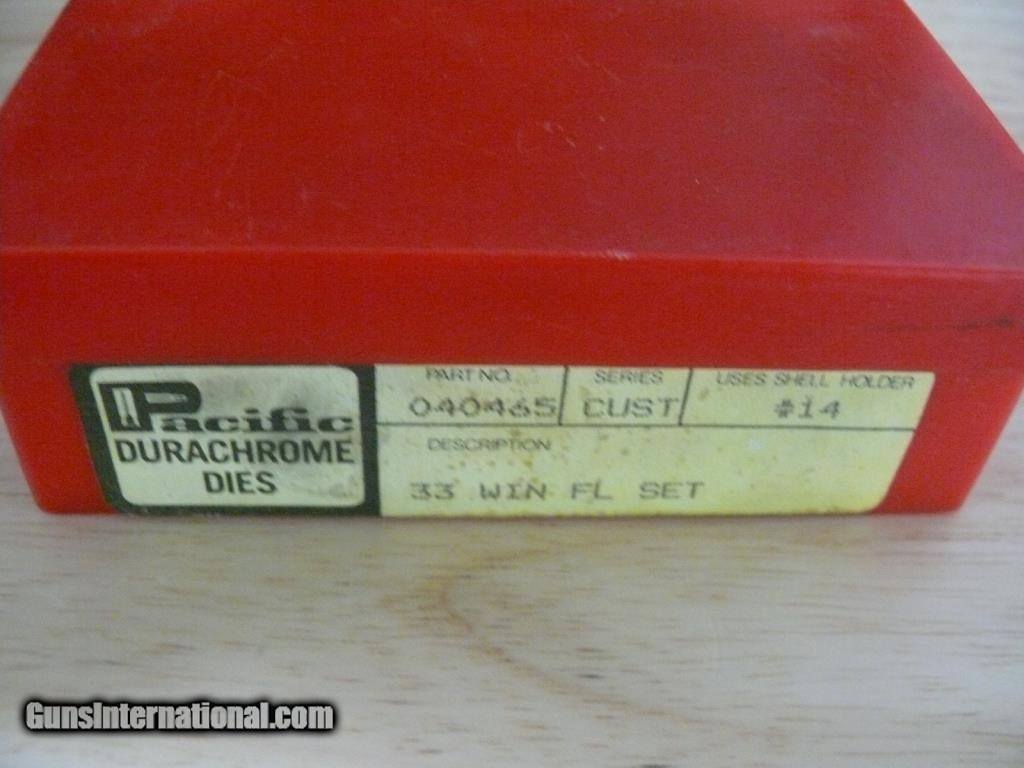 Pacific
DURACHROME
DIES
PART NO.
SERIES
USES SHELL HOLDER
040465
CUST
#14
DESCRIPTION
33 WIN FL SET
GunsInternational.com